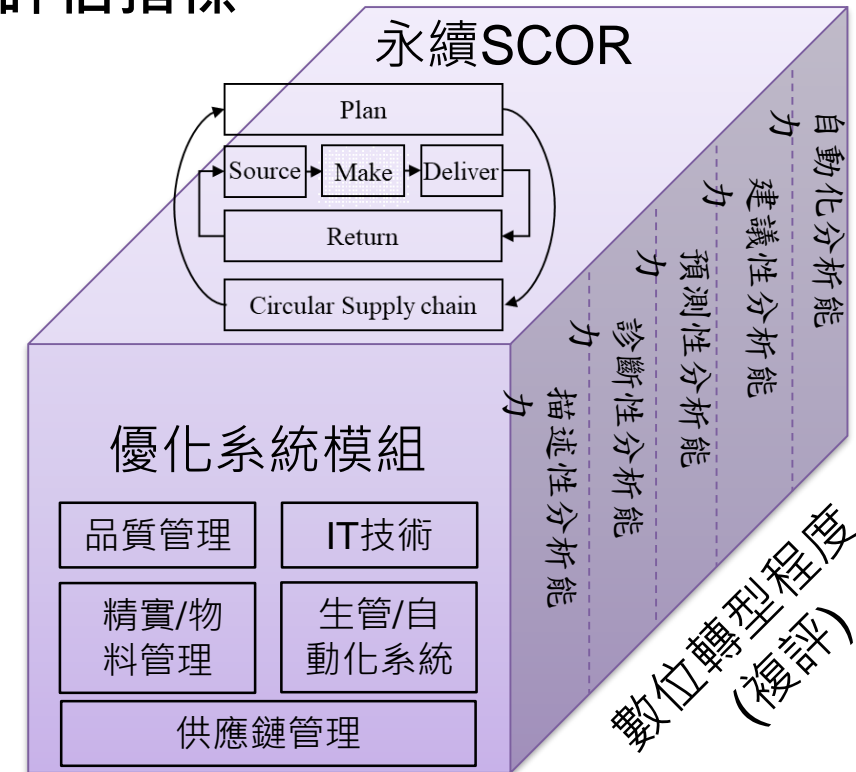 評估指標
永續SCOR
Plan
Source
Make
Deliver
Return
Circular Supply chain
優化系統模組
品質管理
IT技術
精實/物
料管理
生管/自
動化系統
供應鏈管理
描述性分析能
力
診斷性分析能
力
預測性分析能
力
建議性分析能
力
自動化分析能
力
數位轉型程度
(複評)